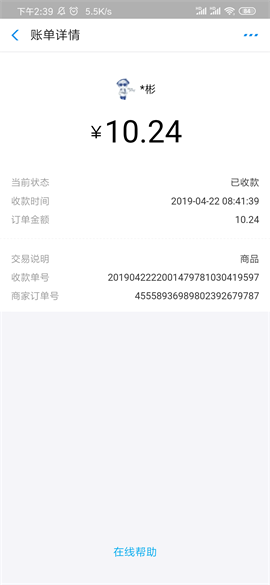 下午2:39 5.5K/s 94
账单详情
*彬
¥10.24
当前状态 已收款
收款时间 2019-04-22 08:41:39
订单金额 10.24
交易说明 商品
收款单号 2019042222001479781030419597
商家订单号 45558936989802392679787
在线帮助